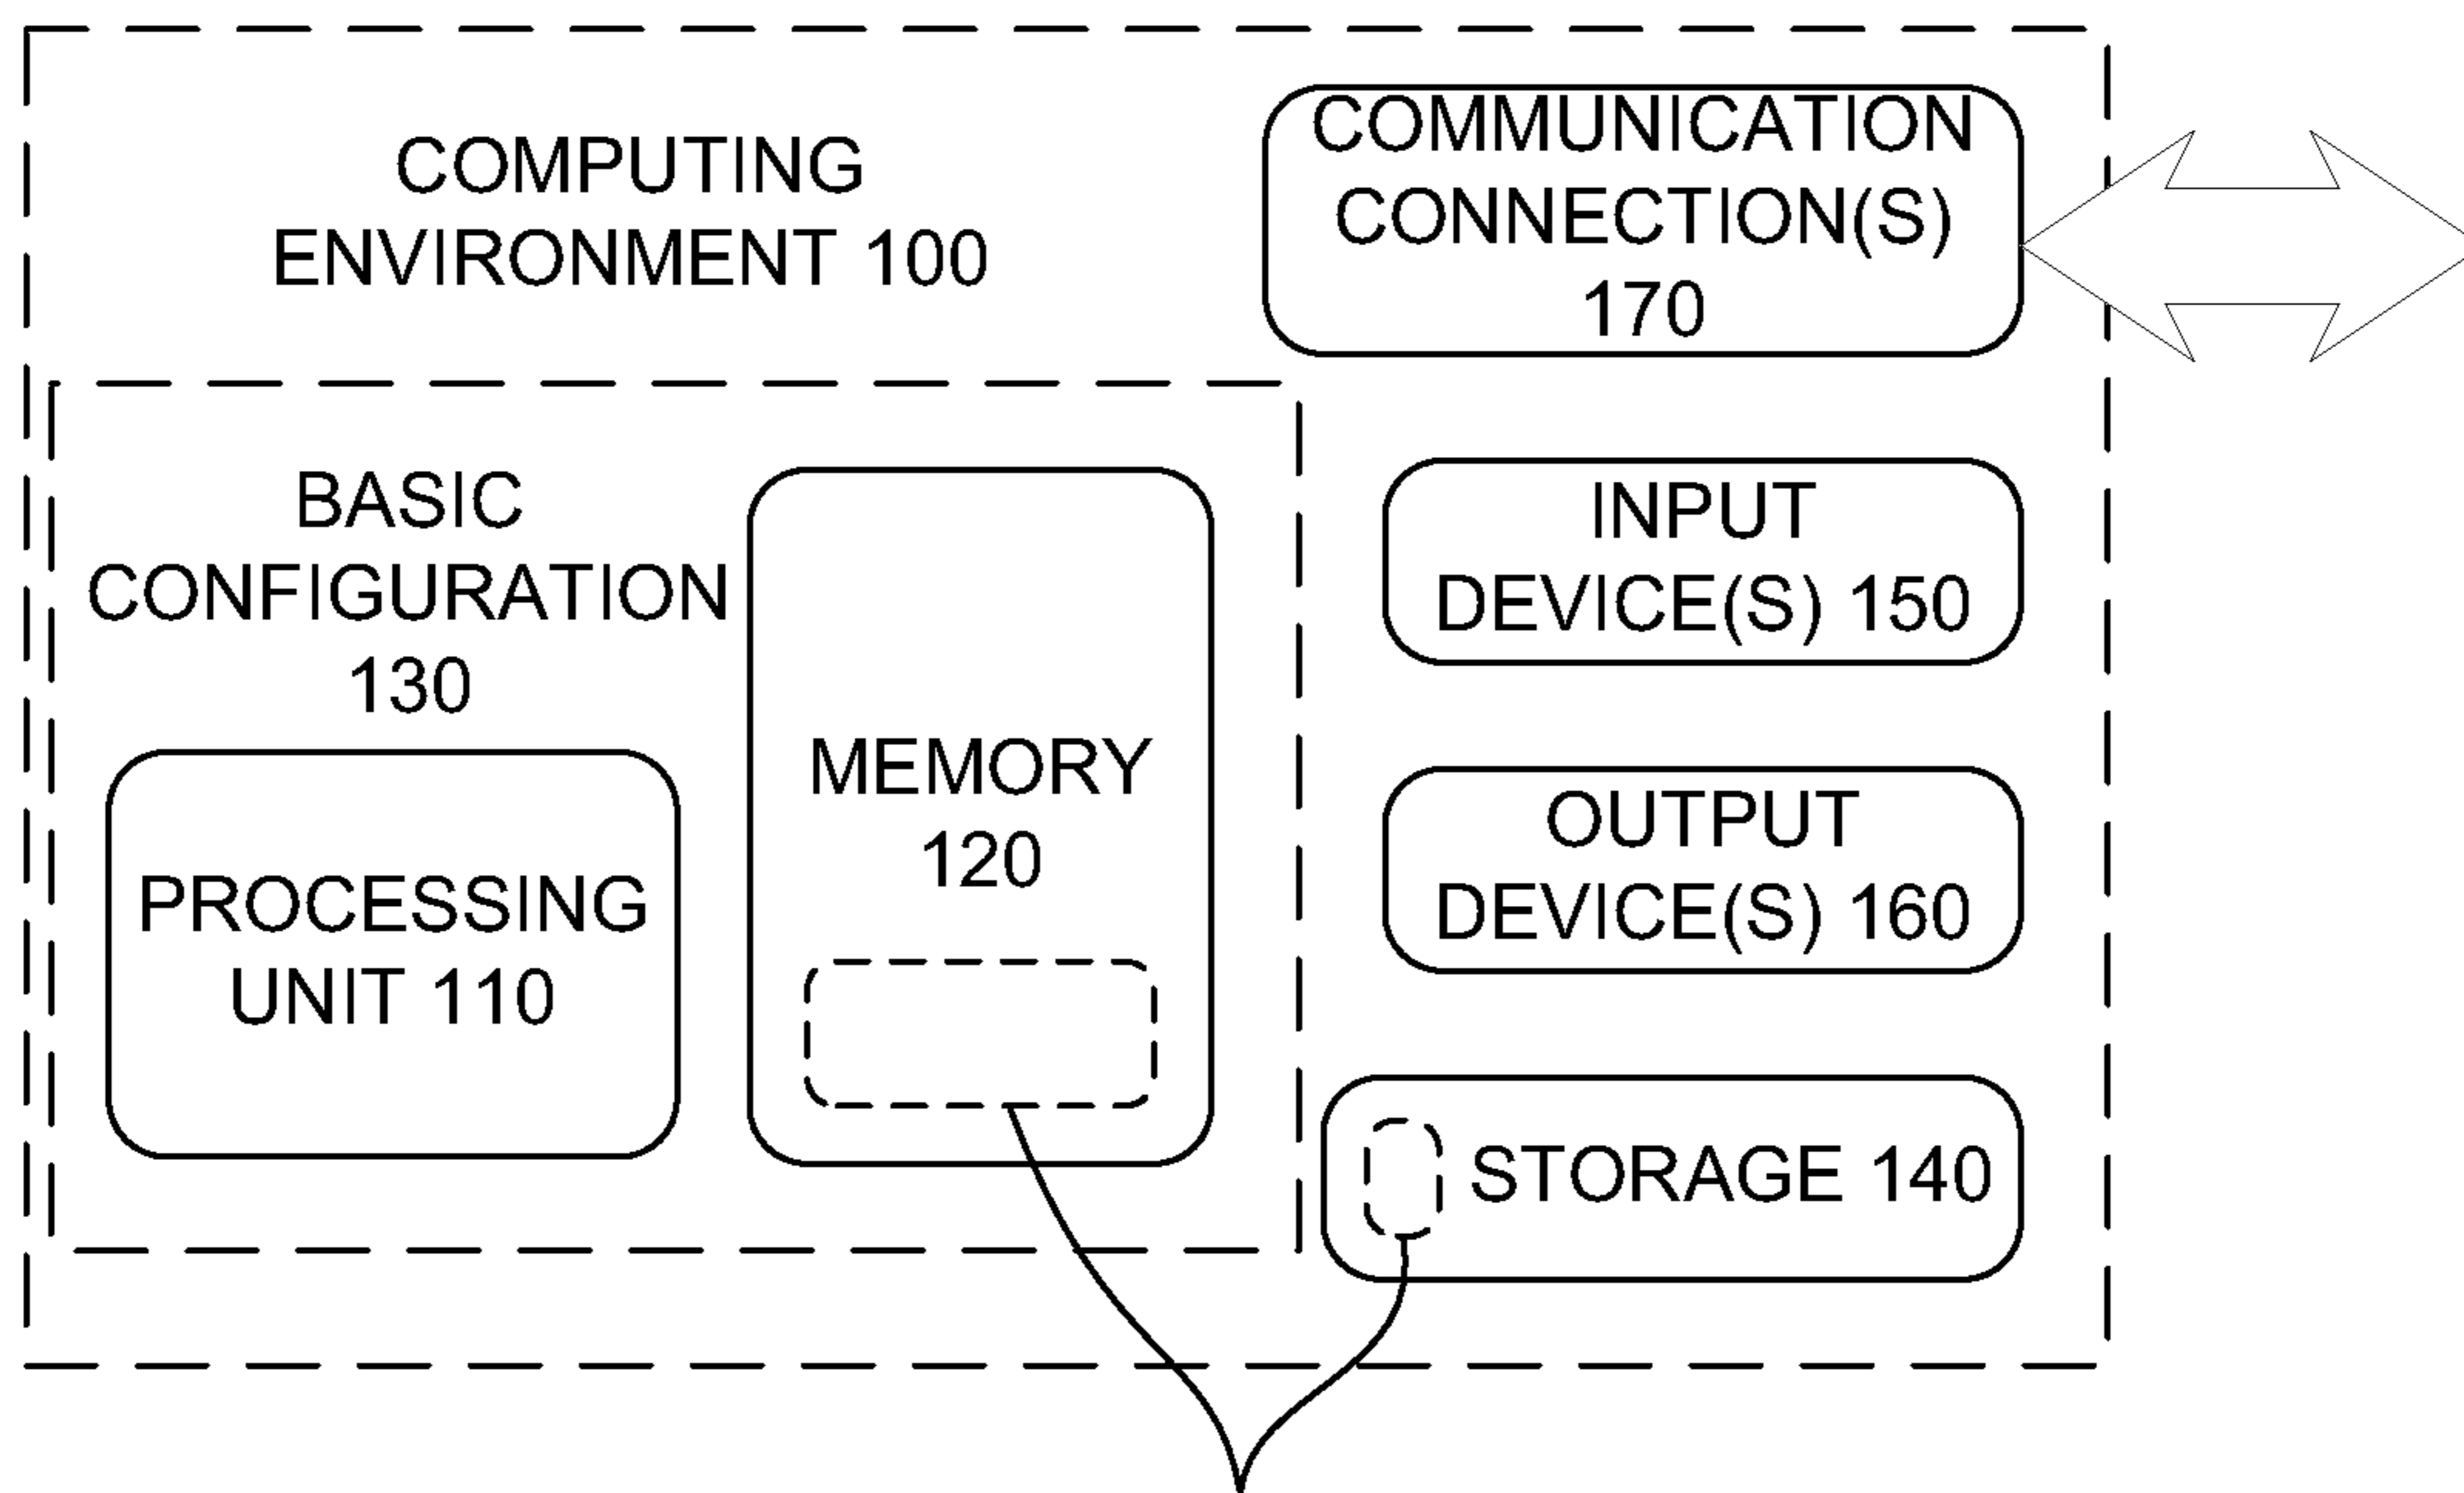 COMPUTING
ENVIRONMENT 100
COMMUNICATION
CONNECTION(S)
170
BASIC
CONFIGURATION
130
PROCESSING
UNIT 110
MEMORY
120
INPUT
DEVICE(S) 150
OUTPUT
DEVICE(S) 160
STORAGE 140